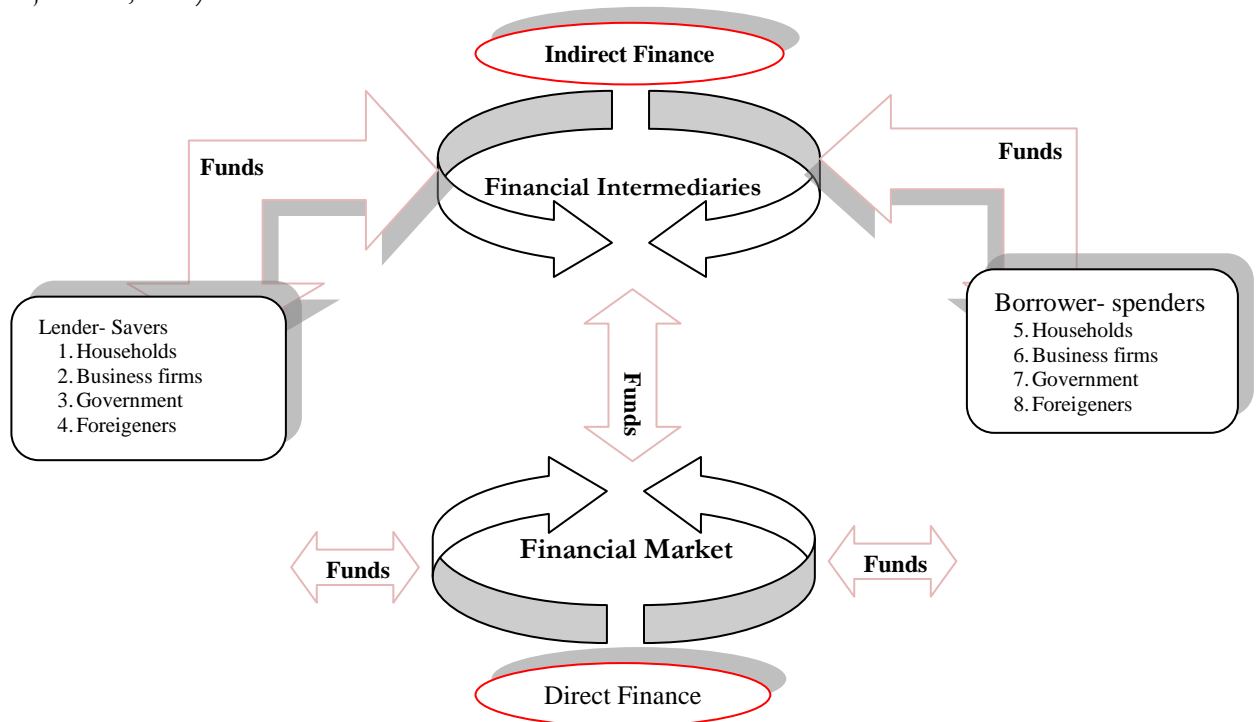 Indirect Finance
Funds
Funds
Financial Intermediaries
Lender- Savers
1. Households
2. Business firms
3. Government
4. Foreigeners
Borrower- spenders
5. Households
6. Business firms
7. Government
8. Foreigeners
Funds
Financial Market
Funds
Funds
Direct Finance